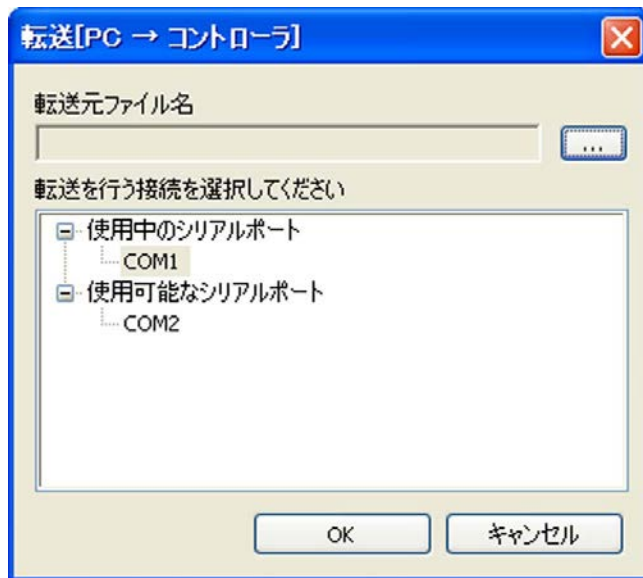 転送[PC → コントローラ]
転送元ファイル名
...
転送を行う接続を選択してください
使用中のシリアルポート
COM1
使用可能なシリアルポート
COM2
OK キャンセル